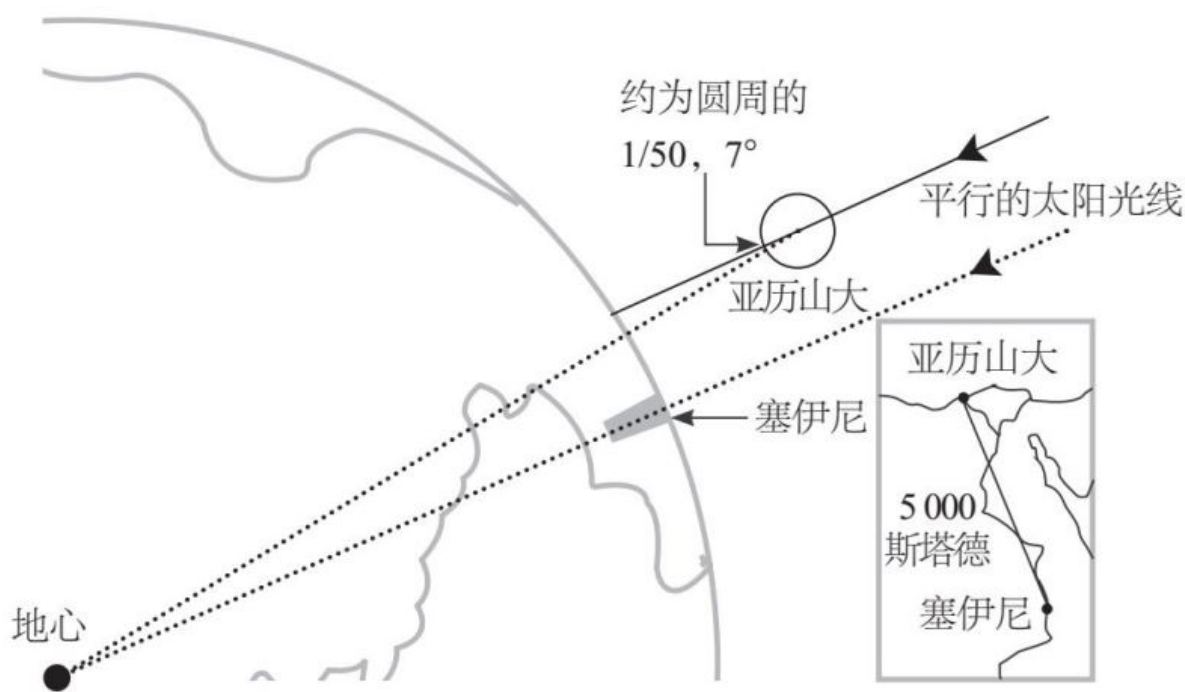 约为圆周的
1/50，7°
平行的太阳光线
亚历山大
塞伊尼
地心
亚历山大
5 000
斯塔德
塞伊尼